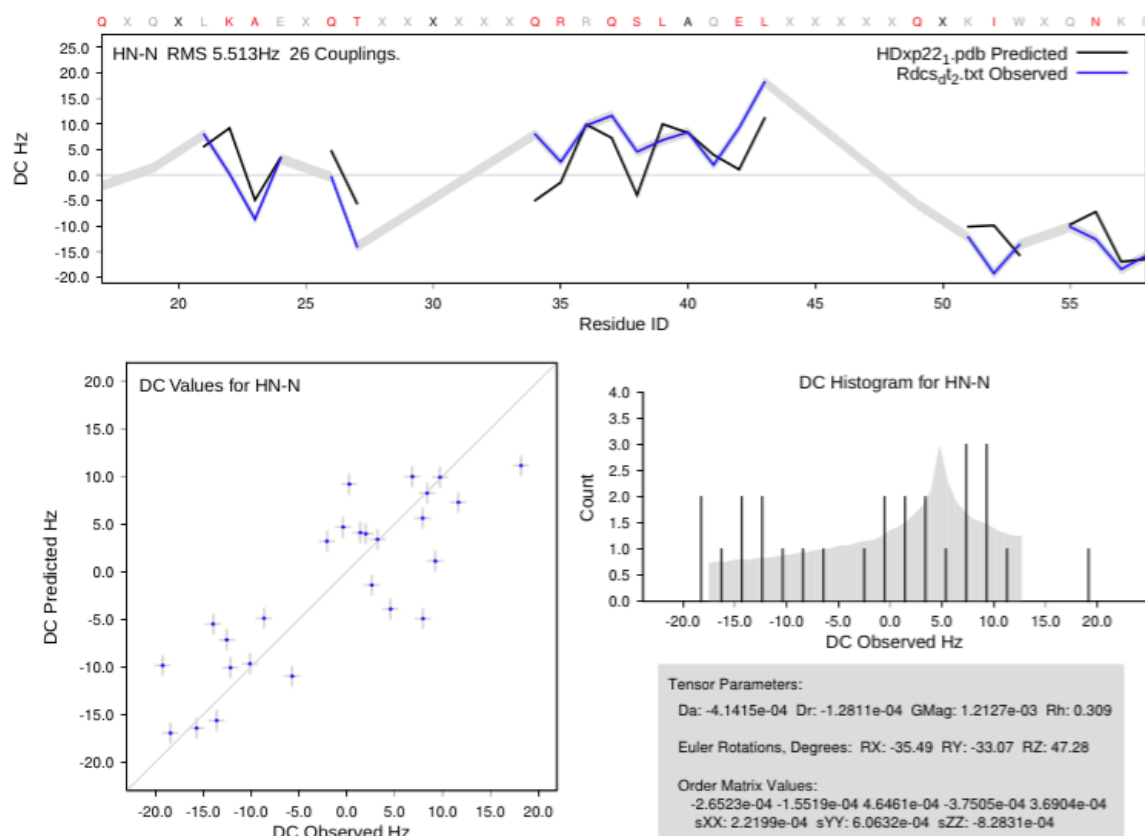 Q X Q X L K A E X Q T X X X X X X Q R R Q S L A Q E L X X X X X Q X K I W X Q N K
25.0
HN-N RMS 5.513Hz 26 Couplings.
HDxp22₁.pdb Predicted
20.0
Rdcs_dt₂.txt Observed
15.0
10.0
5.0
0.0
-5.0
-10.0
-15.0
-20.0
DC Hz
20 25 30 35 40 45 50 55
Residue ID
DC Values for HN-N
20.0
15.0
10.0
5.0
0.0
-5.0
-10.0
-15.0
-20.0
DC Predicted Hz
-20.0 -15.0 -10.0 -5.0 0.0 5.0 10.0 15.0 20.0
DC Observed Hz
DC Histogram for HN-N
4.0
3.5
3.0
2.5
2.0
1.5
1.0
0.5
0.0
Count
-20.0 -15.0 -10.0 -5.0 0.0 5.0 10.0 15.0 20.0
DC Observed Hz
Tensor Parameters:
Da: -4.1415e-04 Dr: -1.2811e-04 GMag: 1.2127e-03 Rh: 0.309
Euler Rotations, Degrees: RX: -35.49 RY: -33.07 RZ: 47.28
Order Matrix Values:
-2.6523e-04 -1.5519e-04 4.6461e-04 -3.7505e-04 3.6904e-04
sXX: 2.2199e-04 sYY: 6.0632e-04 sZZ: -8.2831e-04